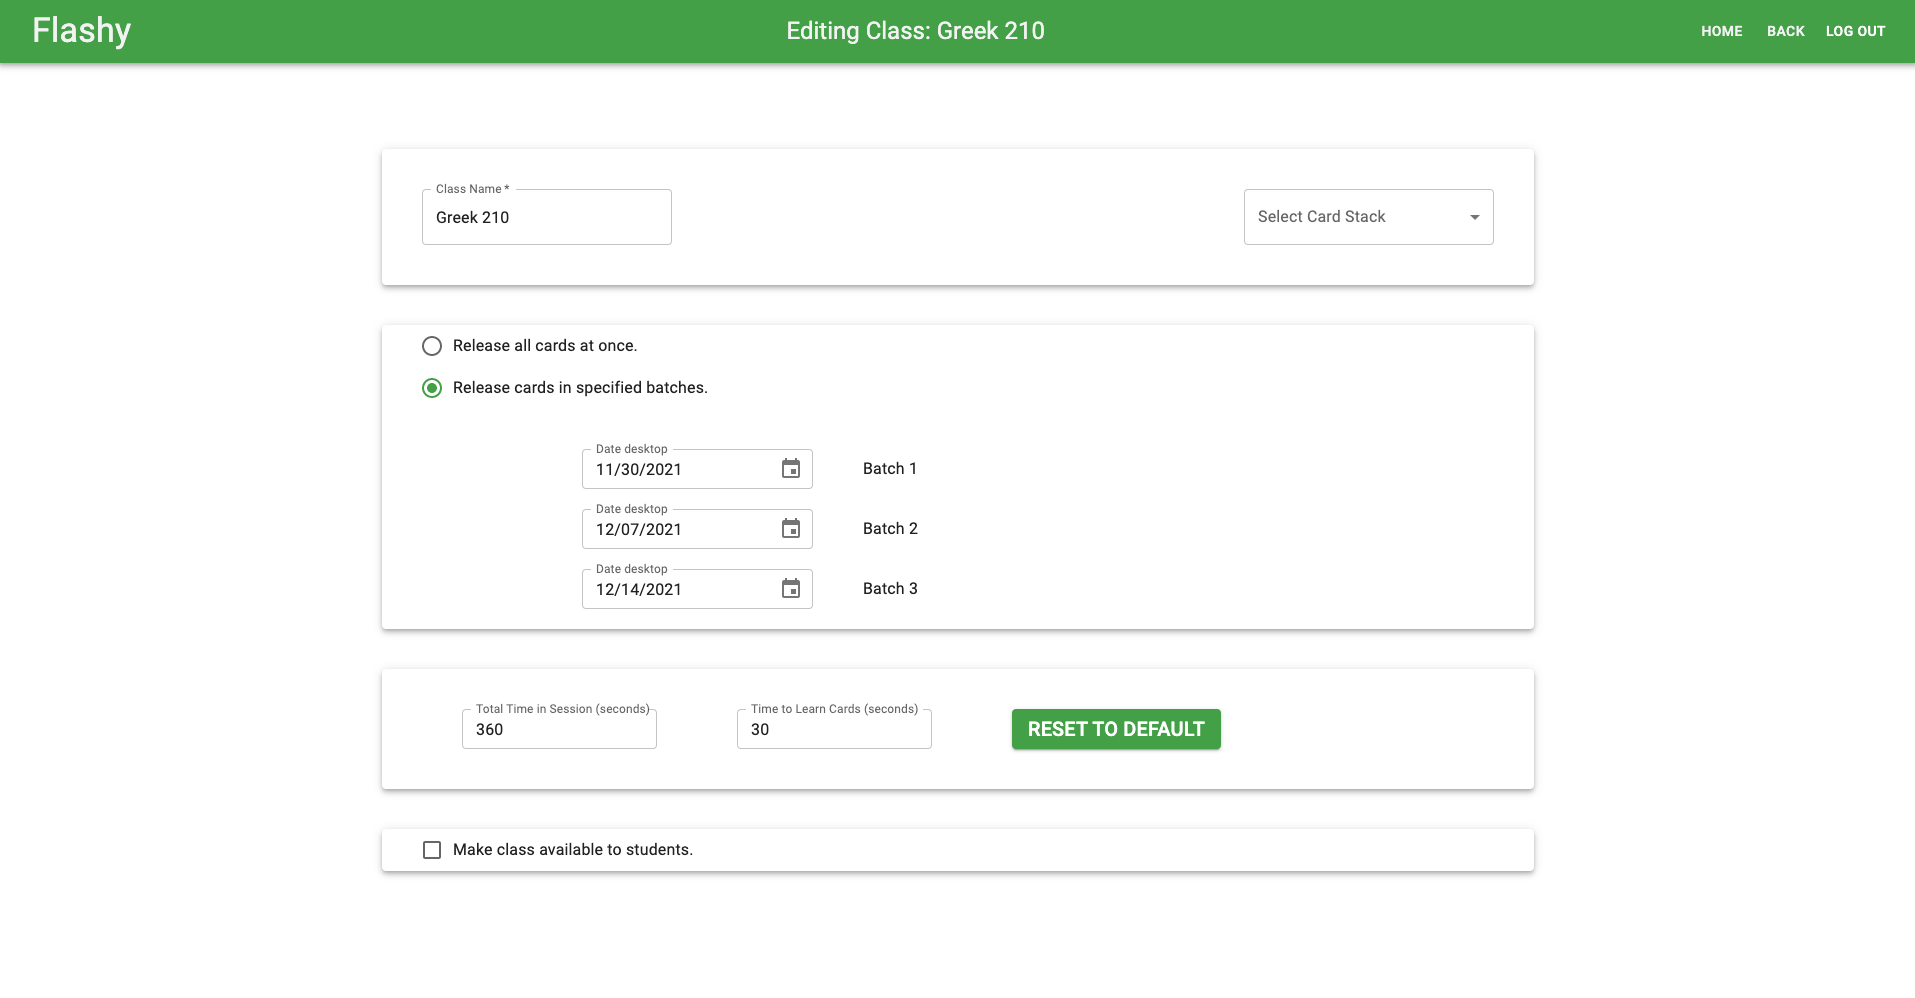 Flashy
Editing Class: Greek 210
HOME BACK LOG OUT
Class Name *
Greek 210
Select Card Stack
Release all cards at once.
Release cards in specified batches.
Date desktop
11/30/2021
Batch 1
Date desktop
12/07/2021
Batch 2
Date desktop
12/14/2021
Batch 3
Total Time in Session (seconds)
360
Time to Learn Cards (seconds)
30
RESET TO DEFAULT
Make class available to students.